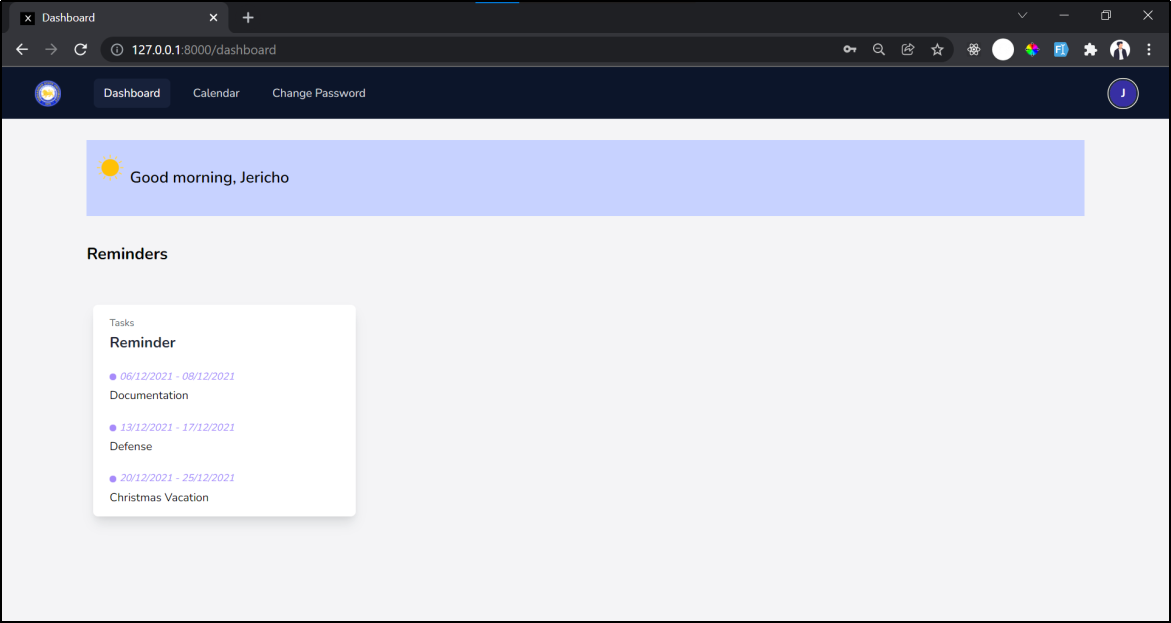 X Dashboard
127.0.0.1:8000/dashboard
FI
Dashboard Calendar Change Password
J
Good morning, Jericho
Reminders
Tasks
Reminder
06/12/2021 - 08/12/2021
Documentation
13/12/2021 - 17/12/2021
Defense
20/12/2021 - 25/12/2021
Christmas Vacation